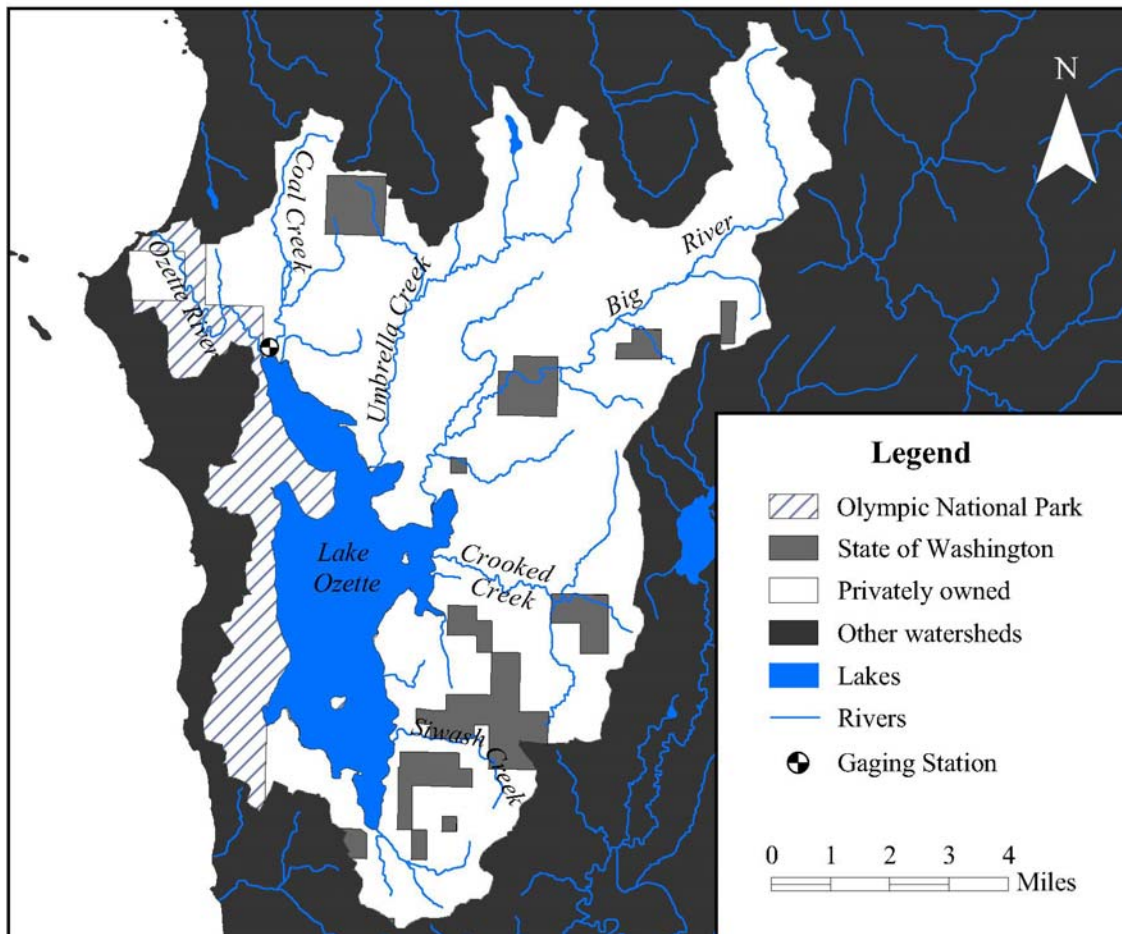 N
Coal Creek
Ozette River
Umbrella Creek
Big River
Lake
Ozette
Crooked
Creek
Siwash Creek
Legend
Olympic National Park
State of Washington
Privately owned
Other watersheds
Lakes
Rivers
Gaging Station
0 1 2 3 4
Miles